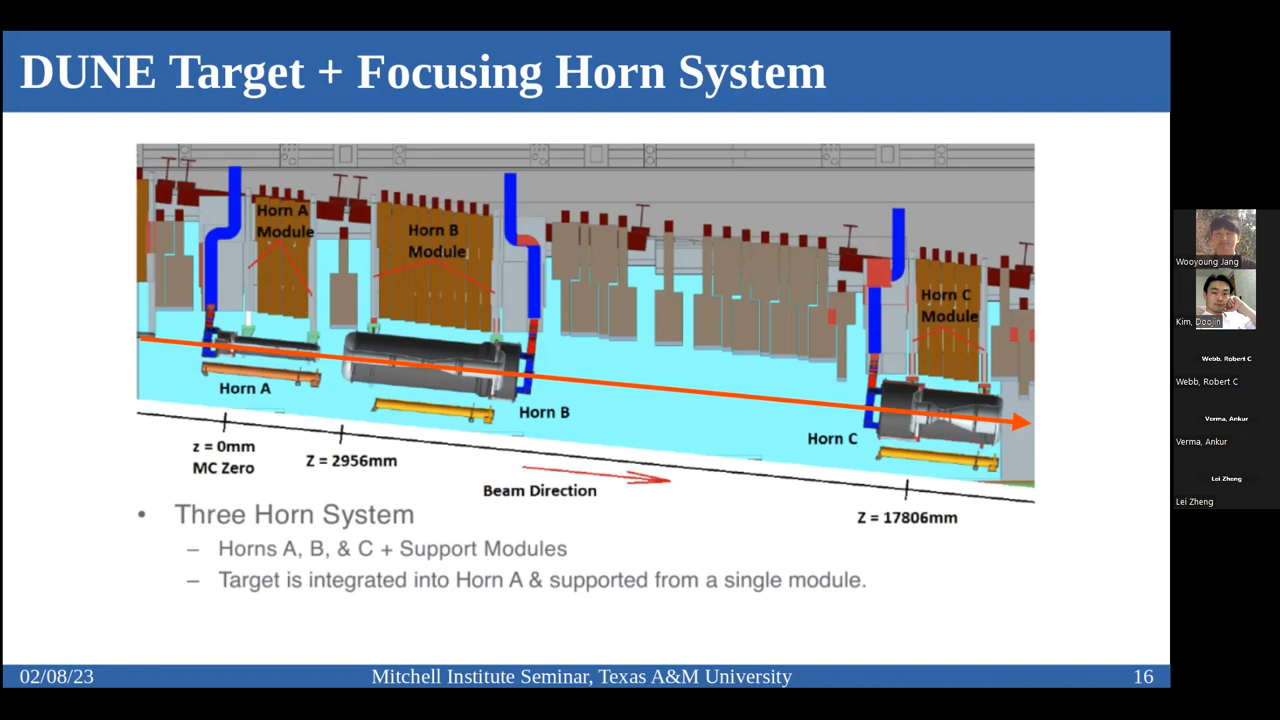 DUNE Target + Focusing Horn System
Horn A
Module
Horn B
Module
Horn C
Module
Horn A
Horn B
Horn C
z = 0mm
MC Zero
Z = 2956mm
Beam Direction
Z = 17806mm
• Three Horn System
– Horns A, B, & C + Support Modules
– Target is integrated into Horn A & supported from a single module.
02/08/23
Mitchell Institute Seminar, Texas A&M University
16
Wooyoung Jang
Kim, Doojin
Webb, Robert C
Webb, Robert C
Verma, Ankur
Verma, Ankur
Lei Zheng
Lei Zheng